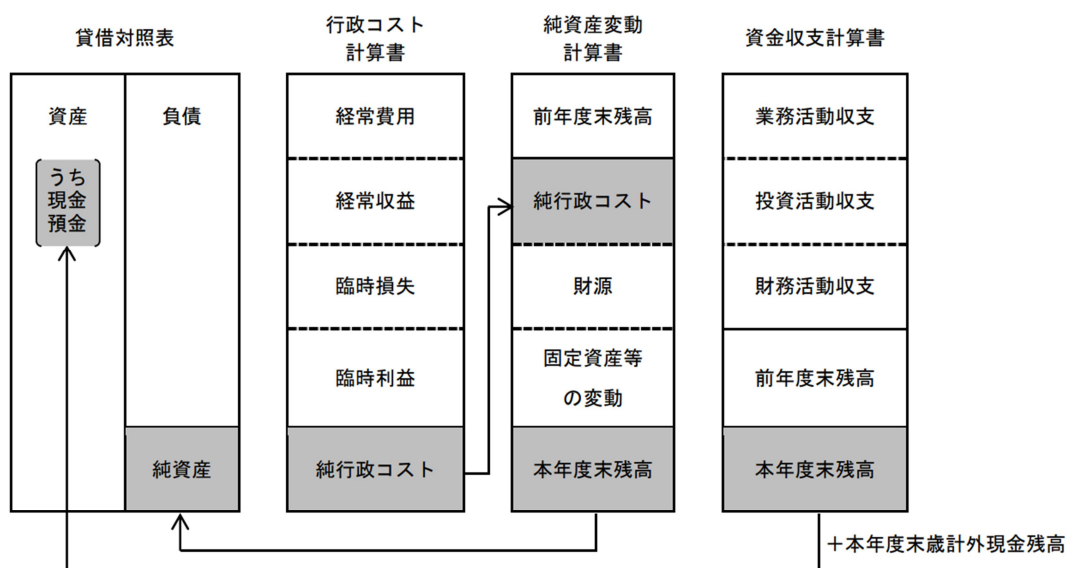 貸借対照表
資産
負債
うち
現金
預金
純資産
行政コスト
計算書
経常費用
経常収益
臨時損失
臨時利益
純行政コスト
純資産変動
計算書
前年度末残高
純行政コスト
財源
固定資産等
の変動
本年度末残高
資金収支計算書
業務活動収支
投資活動収支
財務活動収支
前年度末残高
本年度末残高
＋本年度末歳計外現金残高